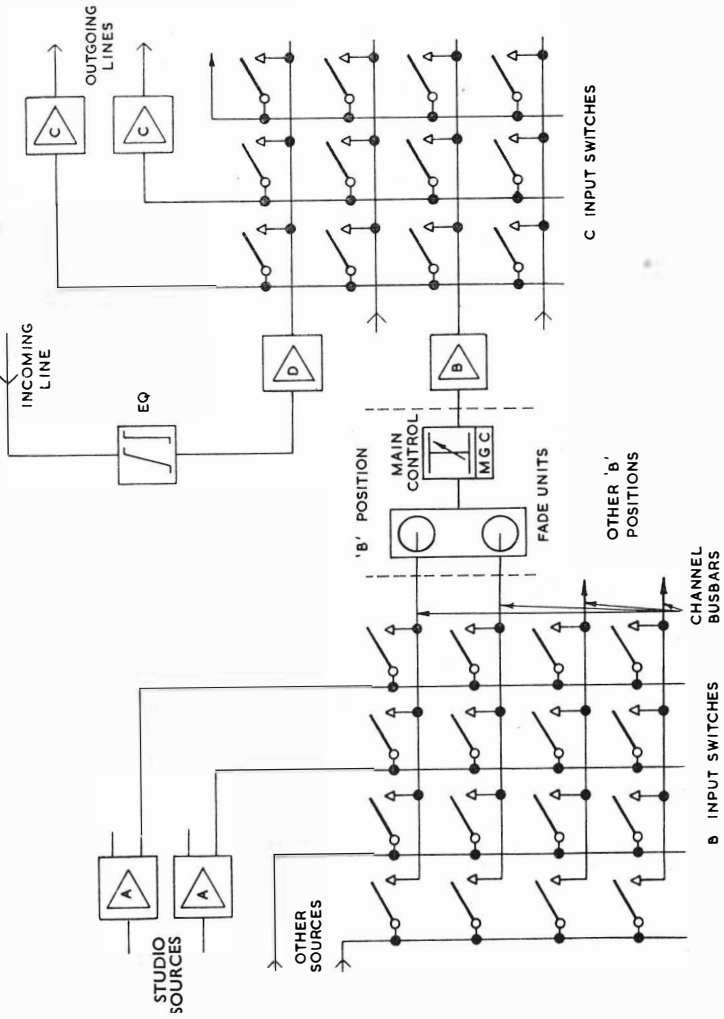 OUTGOING
LINES
C
C
INCOMING
LINE
EQ
D
B
C INPUT SWITCHES
'B' POSITION
MAIN
CONTROL
MGC
FADE UNITS
OTHER 'B'
POSITIONS
CHANNEL
BUSBARS
STUDIO
SOURCES
A
A
OTHER
SOURCES
B INPUT SWITCHES